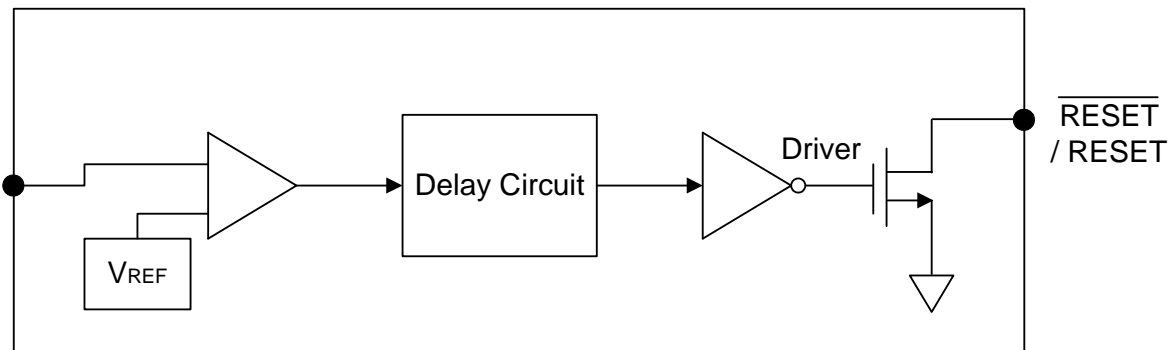 VREF
Delay Circuit
Driver
RESET
/ RESET